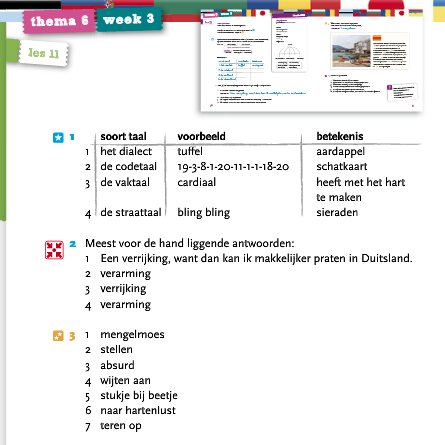 thema 6 week 3
les 11
1 soort taal voorbeeld betekenis
1 het dialect tuffel aardappel
2 de codetaal 19-3-8-1-20-11-1-1-18-20 schatkaart
3 de vaktaal cardiaal heeft met het hart
te maken
4 de straattaal bling bling sieraden
2 Meest voor de hand liggende antwoorden:
1 Een verrijking, want dan kan ik makkelijker praten in Duitsland.
2 verarming
3 verrijking
4 verarming
3 1 mengelmoes
2 stellen
3 absurd
4 wijten aan
5 stukje bij beetje
6 naar hartenlust
7 teren op